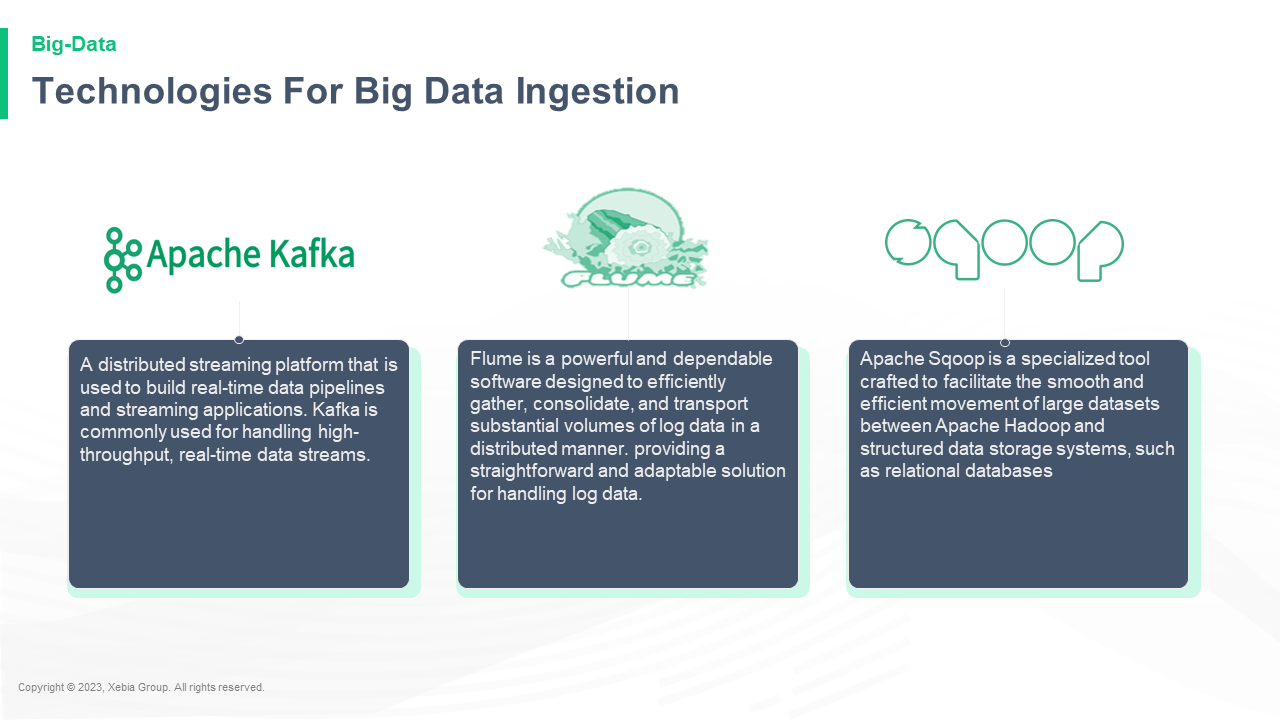 Big-Data
Technologies For Big Data Ingestion
Apache Kafka
FLUME
sqoop
A distributed streaming platform that is
used to build real-time data pipelines
and streaming applications. Kafka is
commonly used for handling high-
throughput, real-time data streams.
Flume is a powerful and dependable
software designed to efficiently
gather, consolidate, and transport
substantial volumes of log data in a
distributed manner. providing a
straightforward and adaptable solution
for handling log data.
Apache Sqoop is a specialized tool
crafted to facilitate the smooth and
efficient movement of large datasets
between Apache Hadoop and
structured data storage systems, such
as relational databases
Copyright © 2023, Xebia Group. All rights reserved.